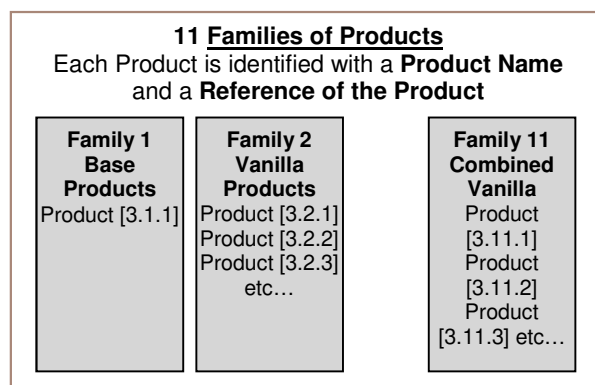 11 Families of Products
Each Product is identified with a Product Name
and a Reference of the Product
Family 1
Base
Products
Product [3.1.1]
Family 2
Vanilla
Products
Product [3.2.1]
Product [3.2.2]
Product [3.2.3]
etc…
Family 11
Combined
Vanilla
Product
[3.11.1]
Product
[3.11.2]
Product
[3.11.3] etc…